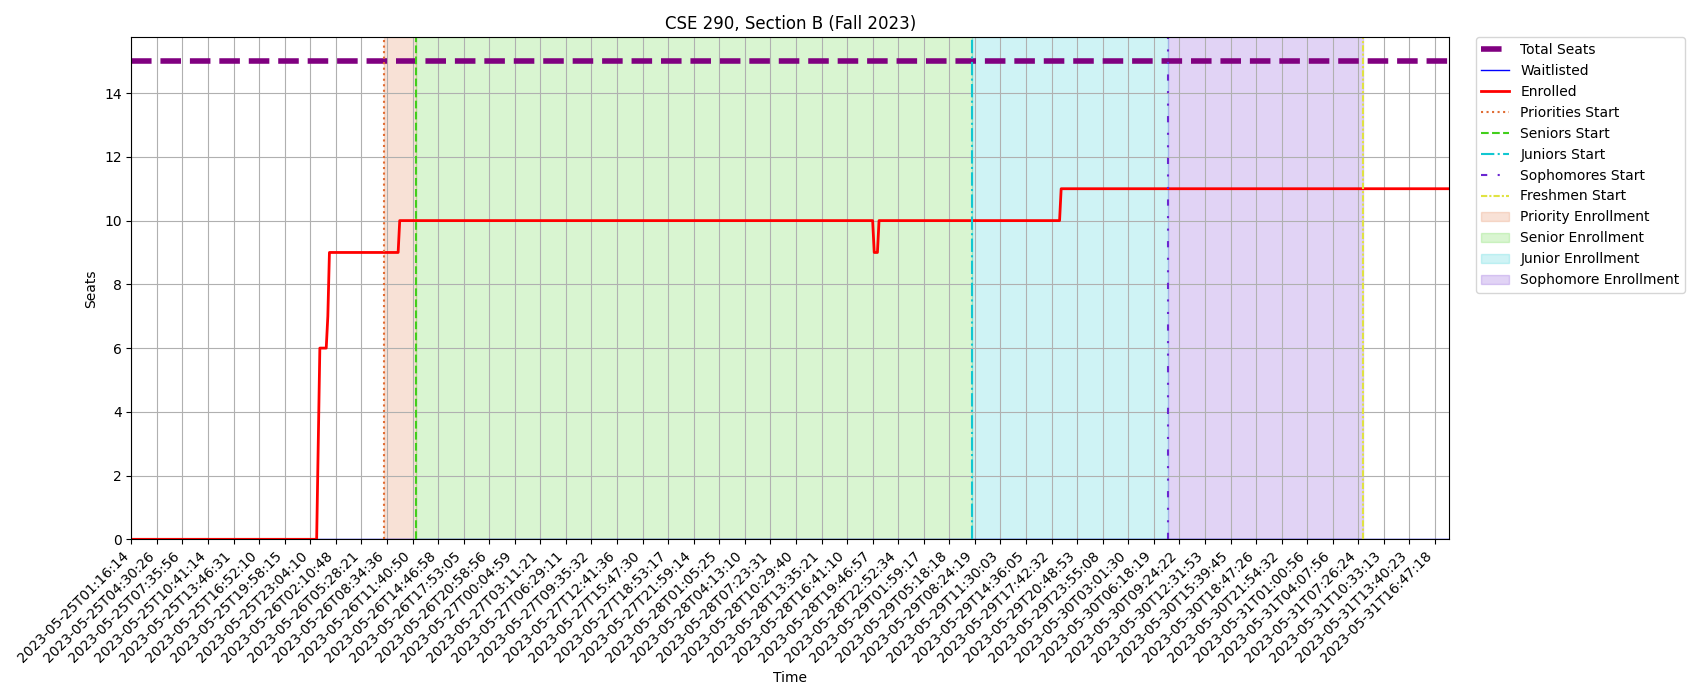 CSE 290, Section B (Fall 2023)
Total Seats
Waitlisted
Enrolled
Priorities Start
Seniors Start
Juniors Start
Sophomores Start
Freshmen Start
Priority Enrollment
Senior Enrollment
Junior Enrollment
Sophomore Enrollment
Seats
14
12
10
8
6
4
2
0
2023-05-25T01:16:14
2023-05-25T04:30:26
2023-05-25T07:35:56
2023-05-25T10:41:14
2023-05-25T13:46:31
2023-05-25T16:52:10
2023-05-25T19:58:15
2023-05-25T23:04:10
2023-05-26T02:10:48
2023-05-26T05:28:21
2023-05-26T08:34:36
2023-05-26T11:40:50
2023-05-26T14:46:58
2023-05-26T17:53:05
2023-05-26T20:58:56
2023-05-27T00:04:59
2023-05-27T03:11:21
2023-05-27T06:29:11
2023-05-27T09:35:32
2023-05-27T12:41:36
2023-05-27T15:47:30
2023-05-27T18:53:17
2023-05-27T21:59:14
2023-05-28T01:05:25
2023-05-28T04:13:10
2023-05-28T07:23:31
2023-05-28T10:29:40
2023-05-28T13:35:21
2023-05-28T16:41:10
2023-05-28T19:46:57
2023-05-28T22:52:34
2023-05-29T01:59:17
2023-05-29T05:18:18
2023-05-29T08:24:19
2023-05-29T11:30:03
2023-05-29T14:36:05
2023-05-29T17:42:32
2023-05-29T20:48:53
2023-05-29T23:55:08
2023-05-30T03:01:30
2023-05-30T06:18:19
2023-05-30T09:24:22
2023-05-30T12:31:53
2023-05-30T15:39:45
2023-05-30T18:47:26
2023-05-30T21:54:32
2023-05-31T01:00:56
2023-05-31T04:07:56
2023-05-31T07:26:24
2023-05-31T10:33:13
2023-05-31T13:40:23
2023-05-31T16:47:18
Time